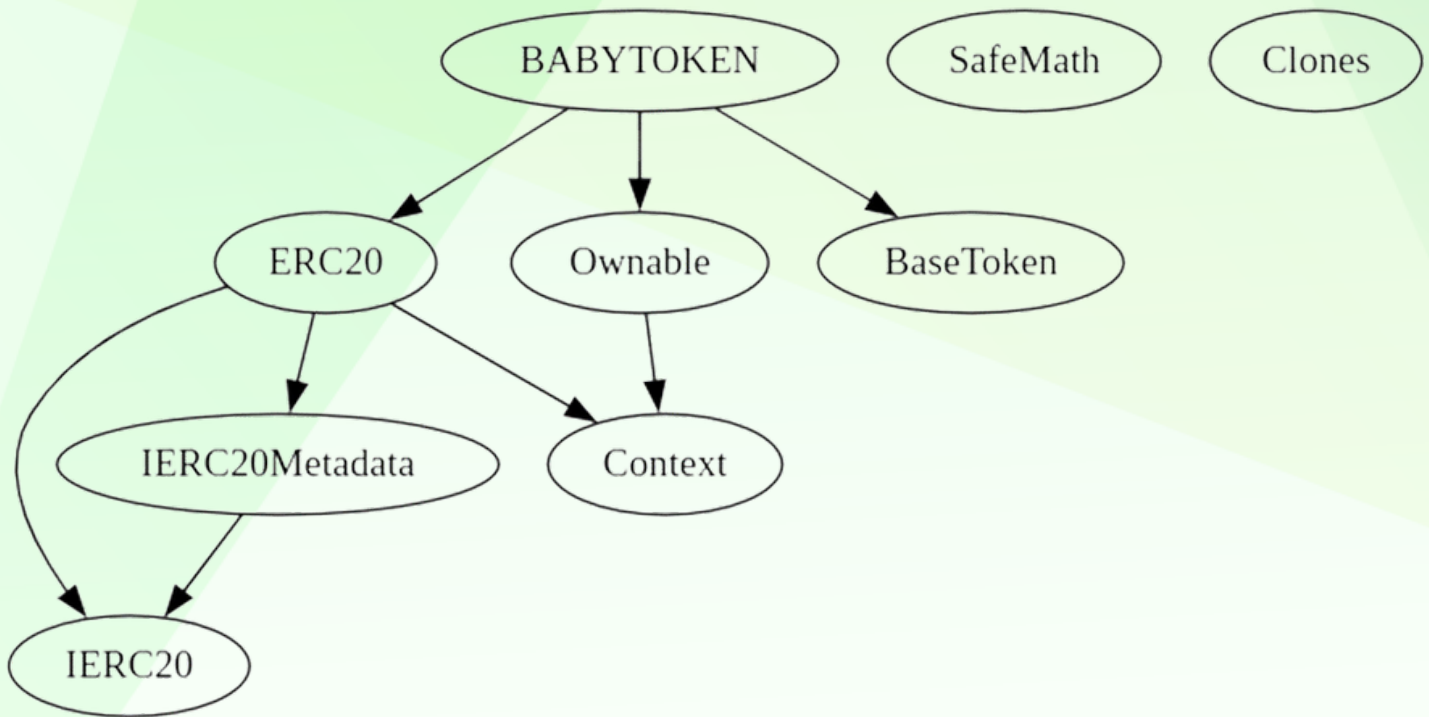 BABYTOKEN
SafeMath
Clones
ERC20
Ownable
BaseToken
IERC20Metadata
Context
IERC20